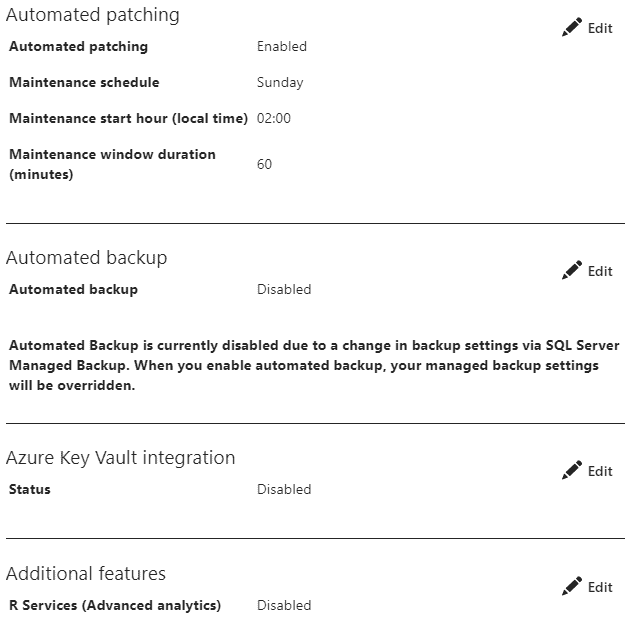 Automated patching
Edit
Automated patching Enabled
Maintenance schedule Sunday
Maintenance start hour (local time) 02:00
Maintenance window duration
(minutes) 60
Automated backup
Edit
Automated backup Disabled
Automated Backup is currently disabled due to a change in backup settings via SQL Server
Managed Backup. When you enable automated backup, your managed backup settings
will be overridden.
Azure Key Vault integration
Edit
Status Disabled
Additional features
Edit
R Services (Advanced analytics) Disabled